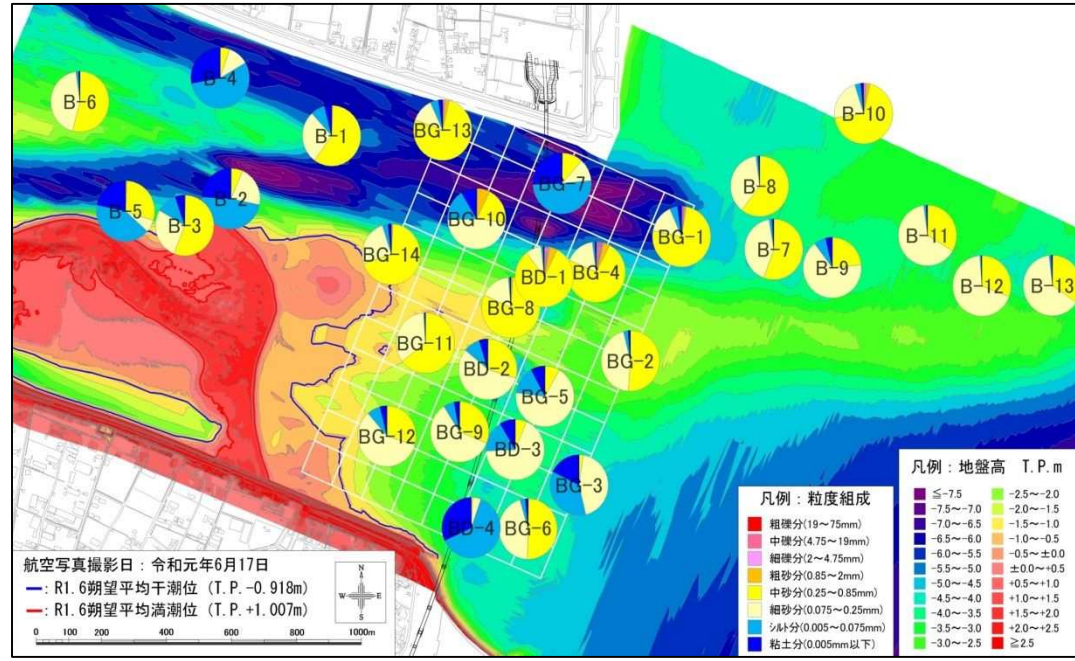 B-6
B-4
B-1
BG-13
B-10
BG-7
B-8
B-5
B-3
B-2
BG-10
BG-14
BG-1
B-7
B-9
B-11
B-12
B-13
BD-1
BG-4
BG-8
BG-11
BD-2
BG-2
BG-5
BG-12
BG-9
BD-3
BG-3
BD-4
BG-6
航空写真撮影日：令和元年6月17日
：R1.6朔望平均干潮位（T.P.-0.918m）
：R1.6朔望平均満潮位（T.P.+1.007m）
0 200 400 600 800 1000m
N
W E
S
凡例：粒度組成
粗礫分(19～75mm)
中礫分(4.75～19mm)
細礫分(2～4.75mm)
粗砂分(0.85～2mm)
中砂分(0.25～0.85mm)
細砂分(0.075～0.25mm)
シルト分(0.005～0.075mm)
粘土分(0.005mm以下)
凡例：地盤高 T.P.m
≦-7.5
-7.5～-7.0
-7.0～-6.5
-6.5～-6.0
-6.0～-5.5
-5.5～-5.0
-5.0～-4.5
-4.5～-4.0
-4.0～-3.5
-3.5～-3.0
-3.0～-2.5
-2.5～-2.0
-2.0～-1.5
-1.5～-1.0
-1.0～-0.5
-0.5～±0.0
±0.0～+0.5
+0.5～+1.0
+1.0～+1.5
+1.5～+2.0
+2.0～+2.5
≧2.5